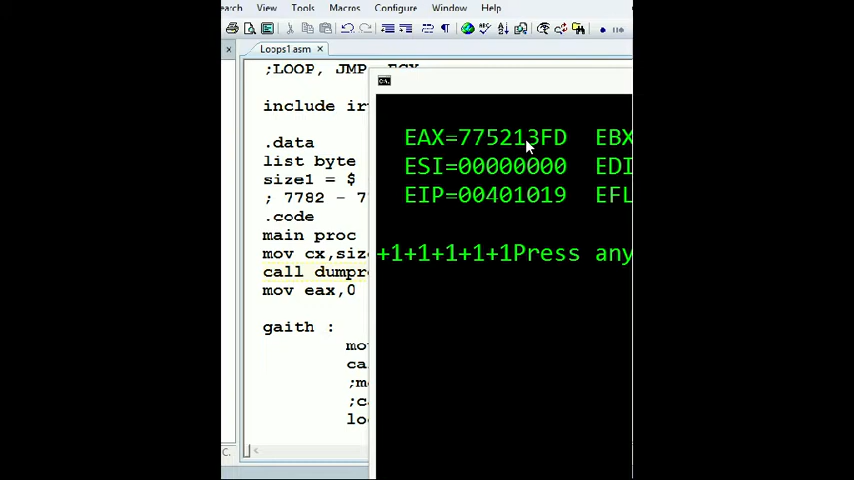 earch View Tools Macros Configure Window Help
Loops1.asm
;LOOP, JMP, ECX
include
.data
list byte
size1 = $
; 7782 - 7
.code
main proc
mov cx,
call
mov eax,0
gaith :
EAX=775213FD EBX
ESI=00000000 EDI
EIP=00401019 EFL
+1+1+1+1+1Press any
C.